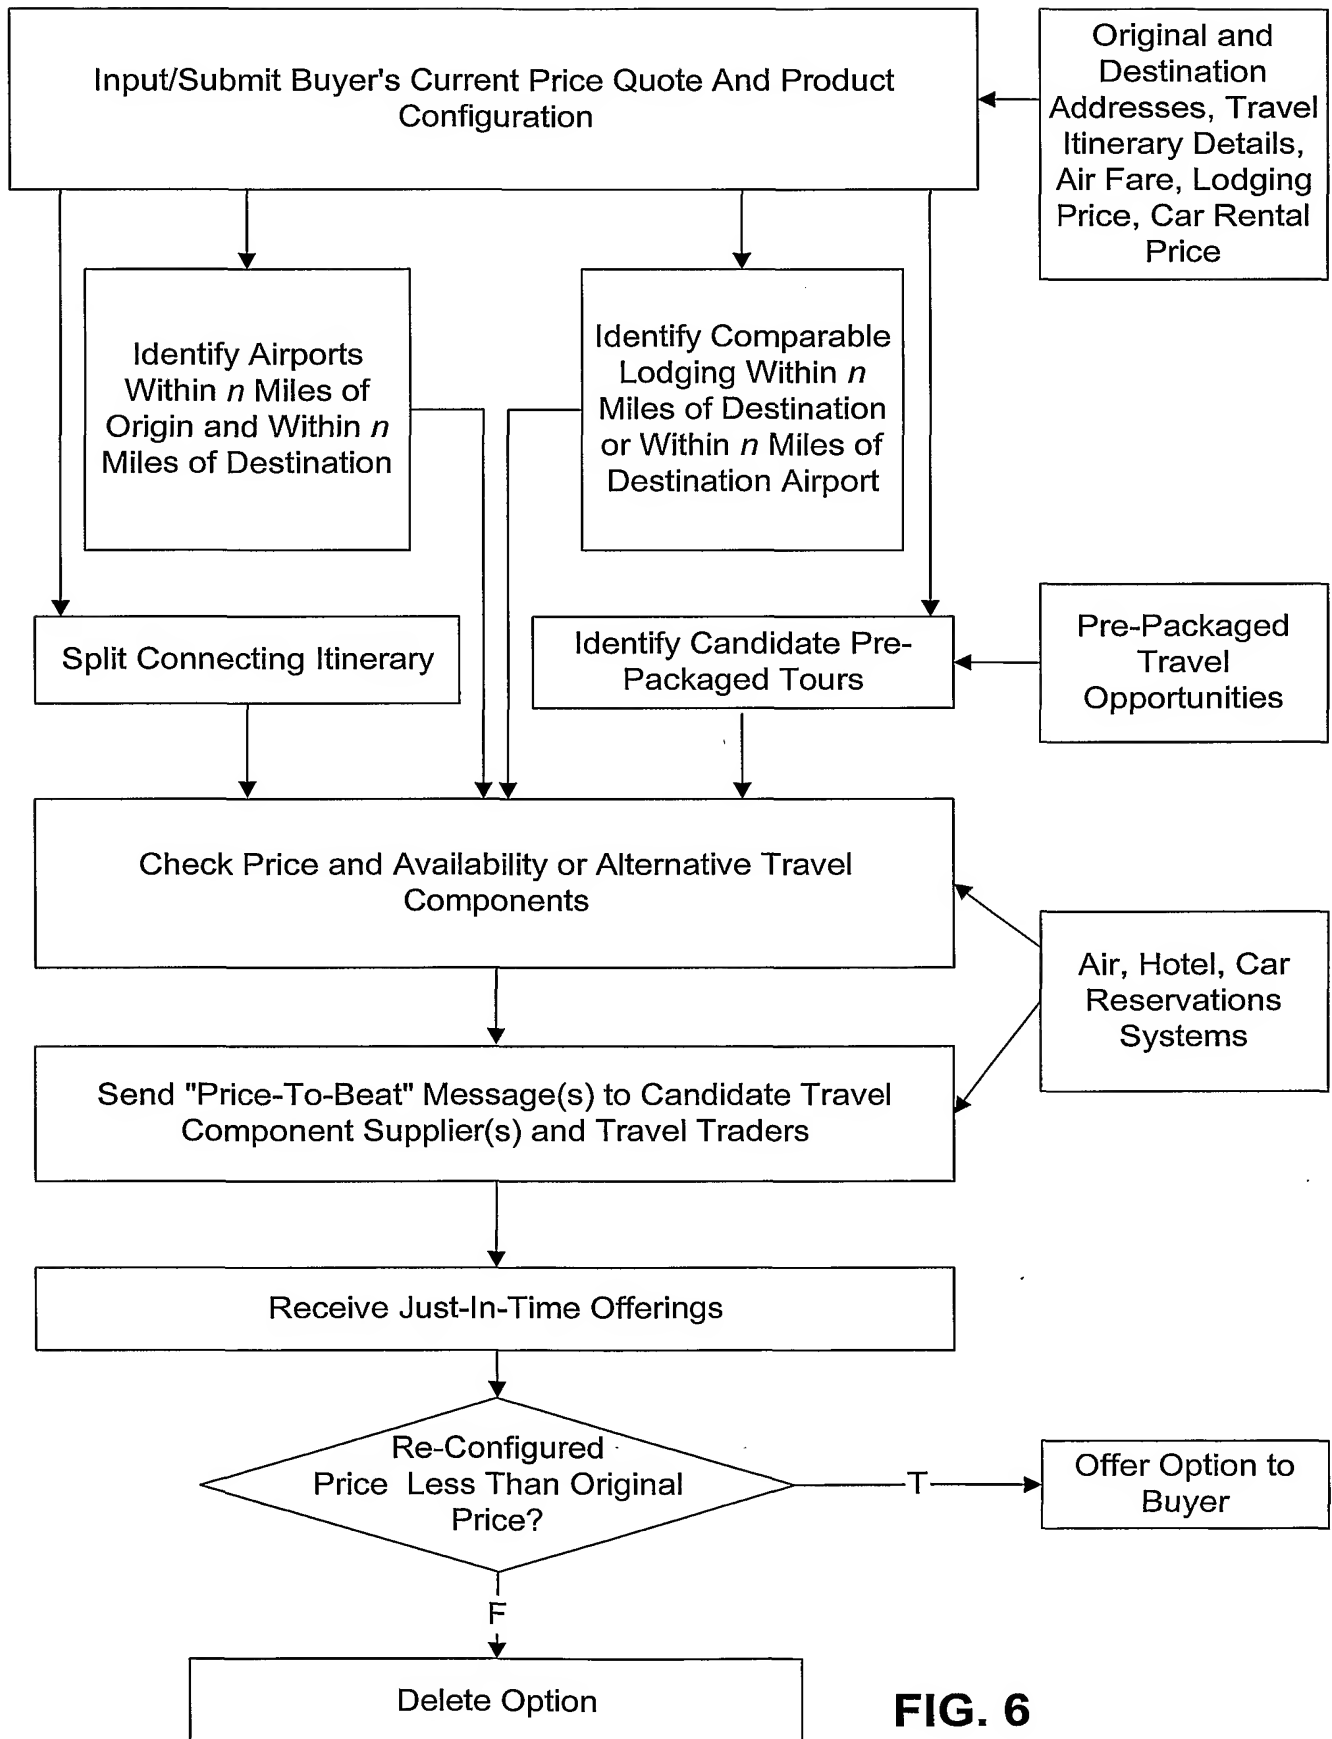 Input/Submit Buyer's Current Price Quote And Product
Configuration
Original and
Destination
Addresses, Travel
Itinerary Details,
Air Fare, Lodging
Price, Car Rental
Price
Identify Airports
Within n Miles of
Origin and Within n
Miles of Destination
Identify Comparable
Lodging Within n
Miles of Destination
or Within n Miles of
Destination Airport
Split Connecting Itinerary
Identify Candidate Pre-
Packaged Tours
Pre-Packaged
Travel
Opportunities
Check Price and Availability or Alternative Travel
Components
Air, Hotel, Car
Reservations
Systems
Send "Price-To-Beat" Message(s) to Candidate Travel
Component Supplier(s) and Travel Traders
Receive Just-In-Time Offerings
Re-Configured
Price Less Than Original
Price?
T
Offer Option to
Buyer
F
Delete Option
FIG. 6